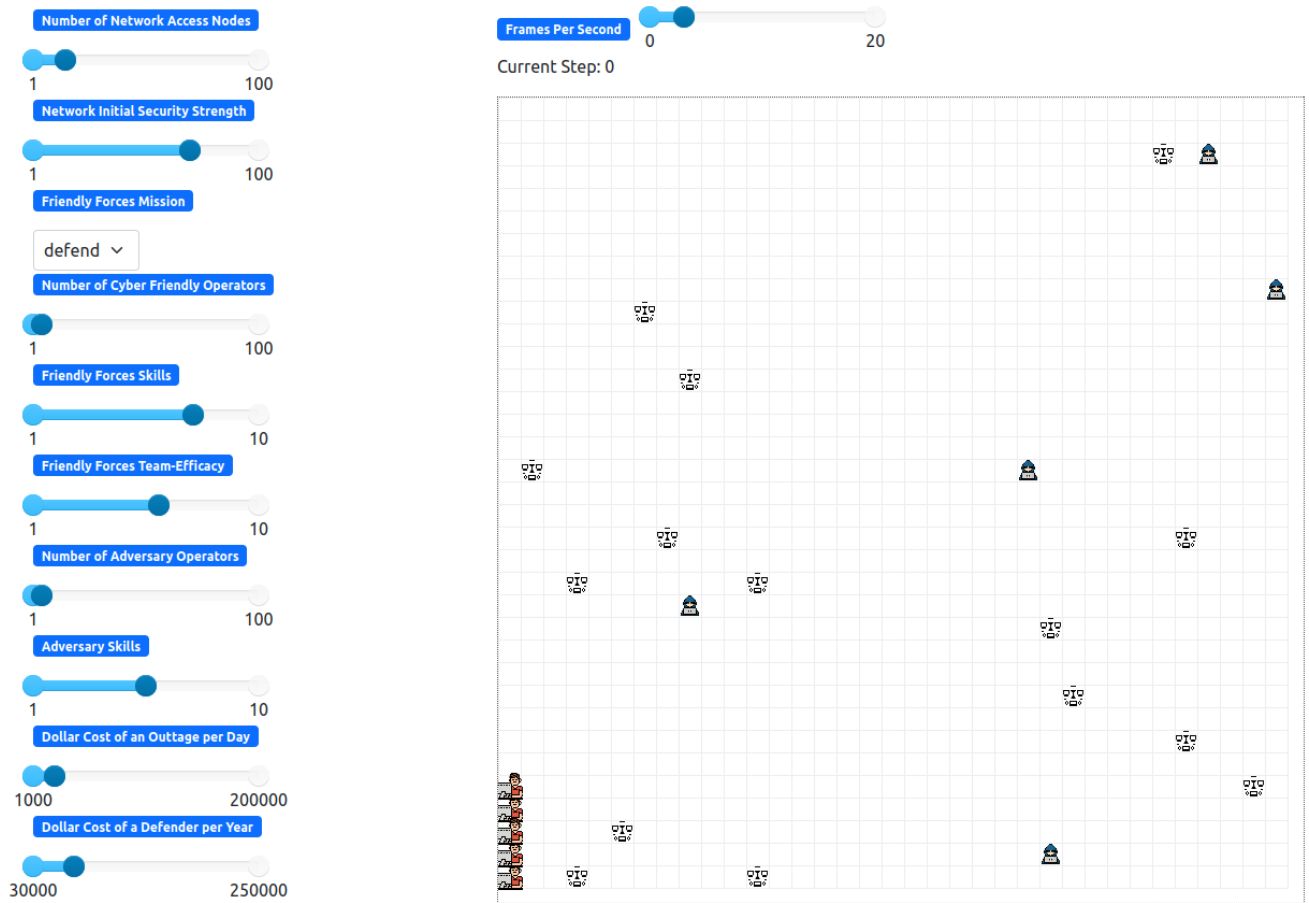 Number of Network Access Nodes
1 100
Network Initial Security Strength
1 100
Friendly Forces Mission
defend
Number of Cyber Friendly Operators
1 100
Friendly Forces Skills
1 10
Friendly Forces Team-Efficacy
1 10
Number of Adversary Operators
1 100
Adversary Skills
1 10
Dollar Cost of an Outtage per Day
1000 200000
Dollar Cost of a Defender per Year
30000 250000
Frames Per Second
0 20
Current Step: 0